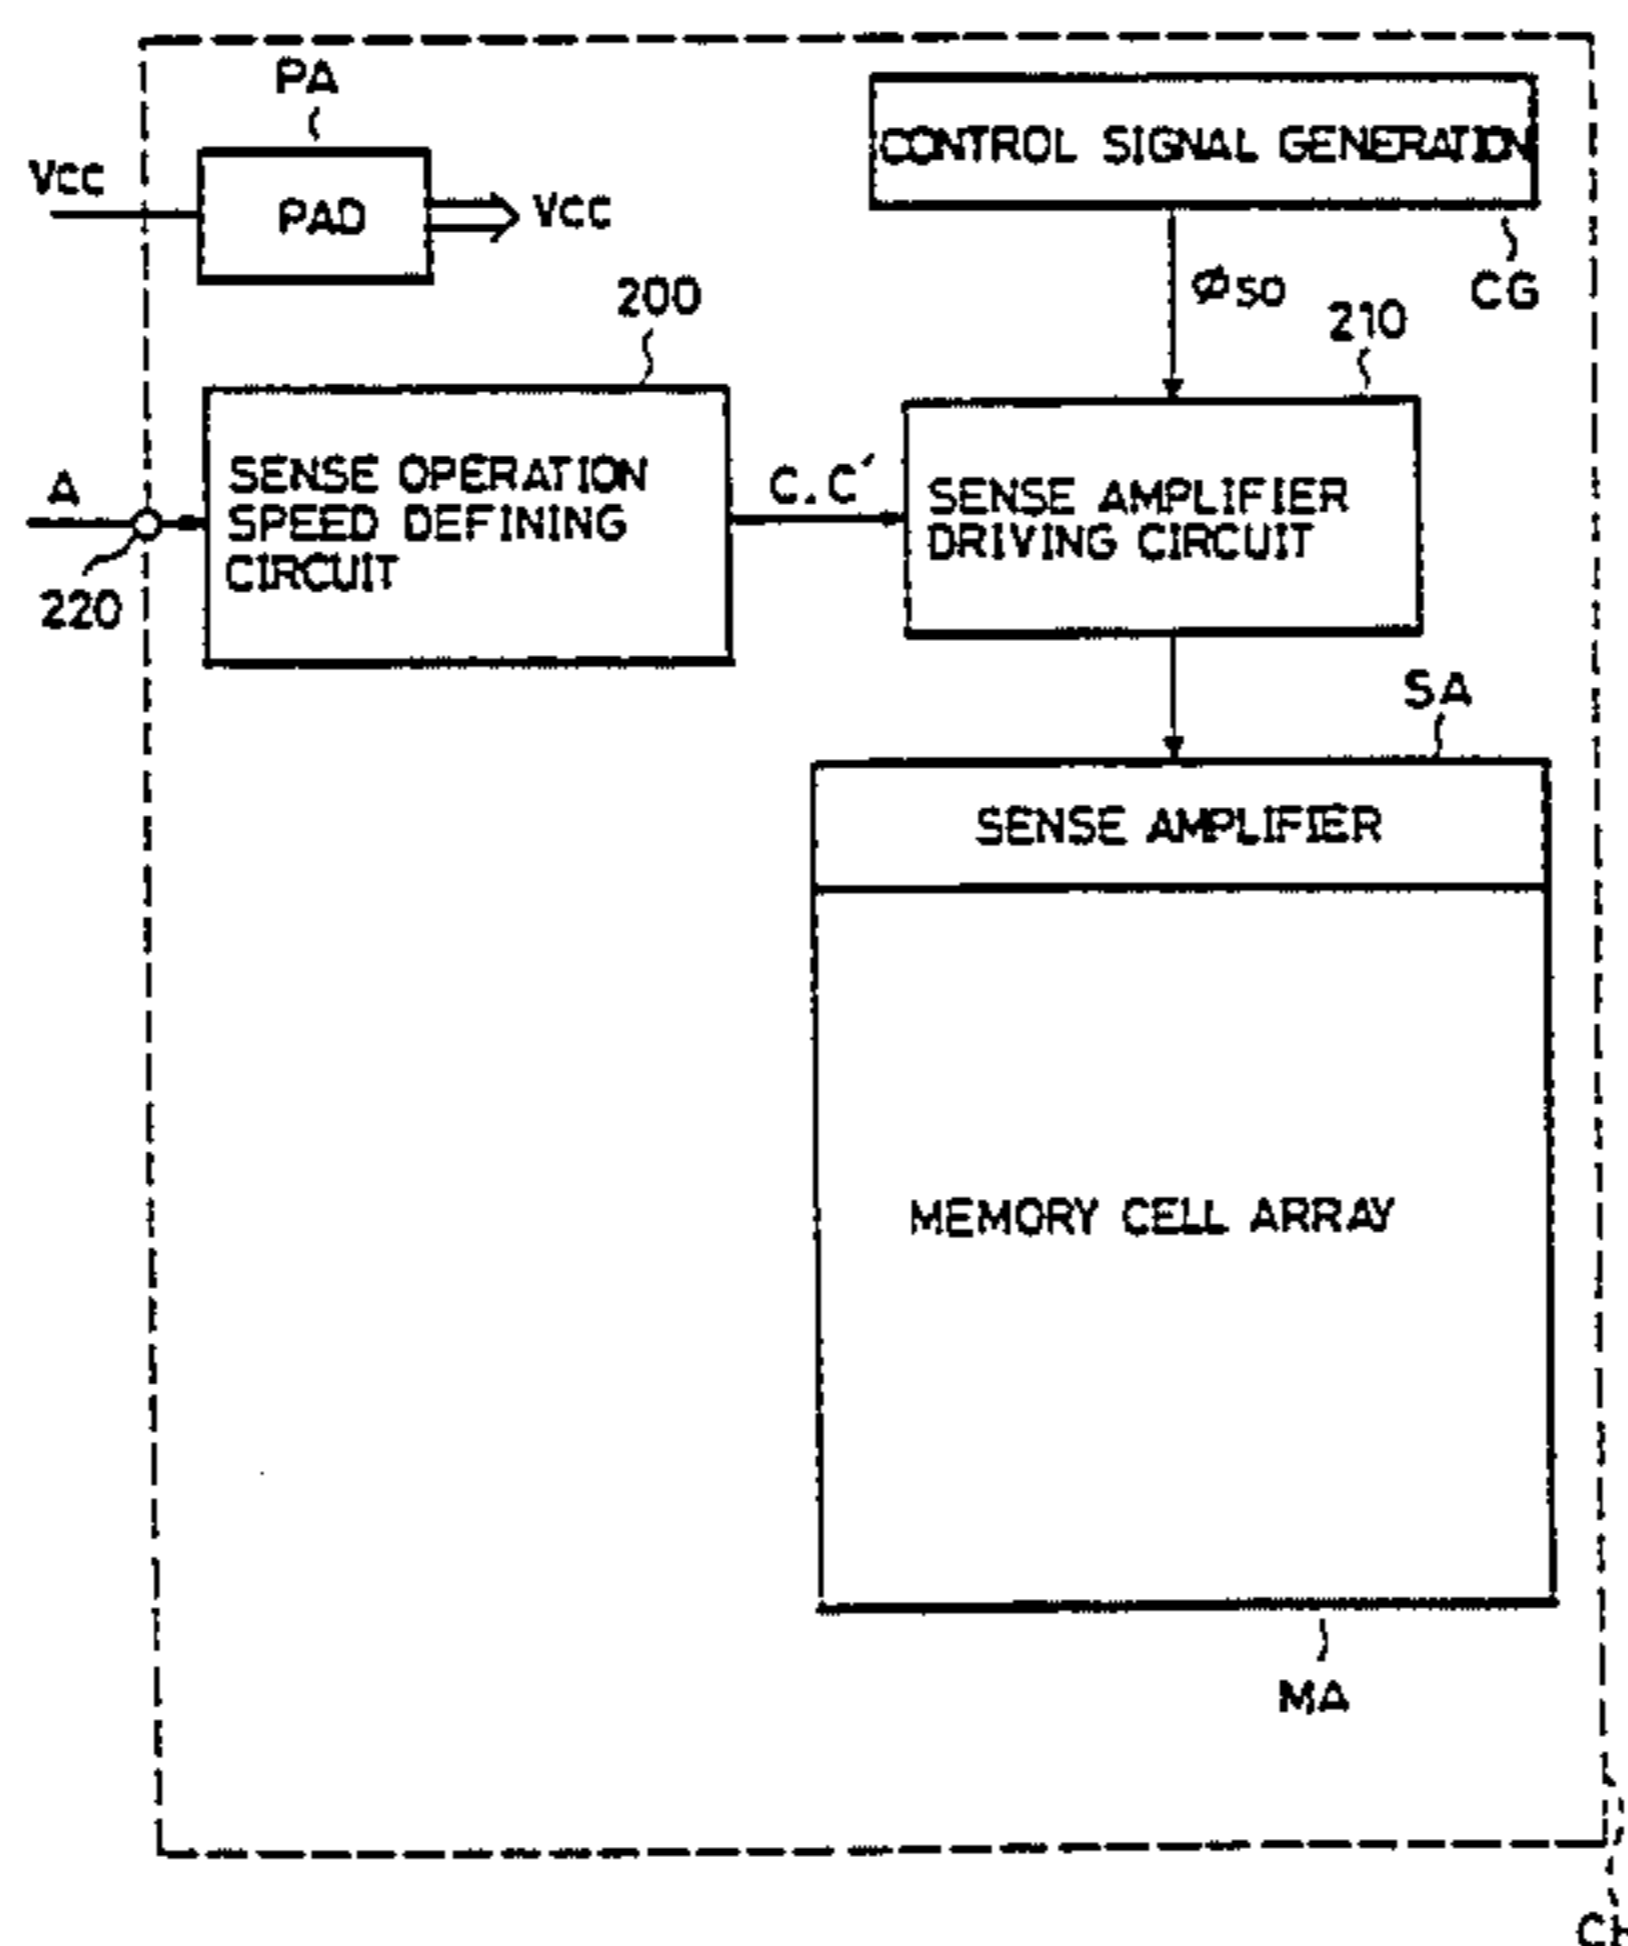 PA
Vcc
PAD
Vcc
CONTROL SIGNAL GENERATION
CG
øso
200
210
A
220
SENSE OPERATION
SPEED DEFINING
CIRCUIT
C.C´
SENSE AMPLIFIER
DRIVING CIRCUIT
SA
SENSE AMPLIFIER
MEMORY CELL ARRAY
MA